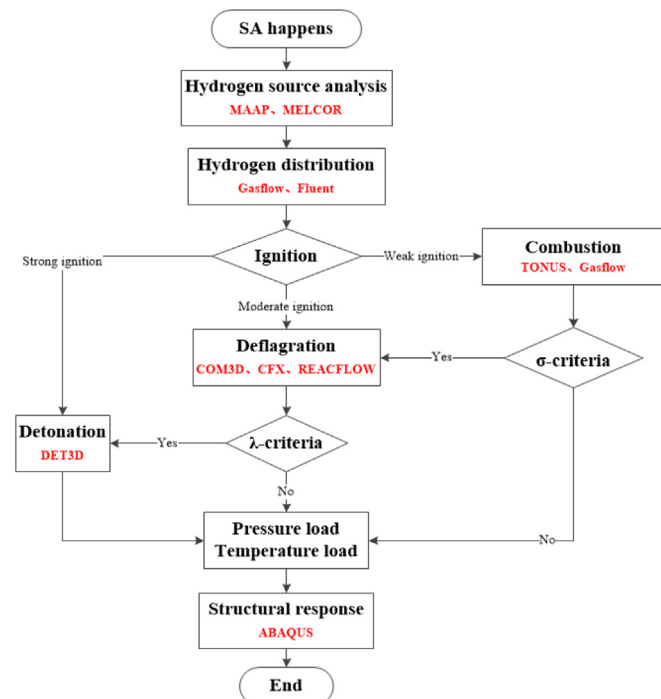 SA happens
Hydrogen source analysis
MAAP、MELCOR
Hydrogen distribution
Gasflow、Fluent
Strong ignition
Ignition
Weak ignition
Combustion
TONUS、Gasflow
Moderate ignition
Deflagration
COM3D、CFX、REACFLOW
Yes
σ-criteria
Detonation
DET3D
Yes
λ-criteria
No
Pressure load
Temperature load
No
Structural response
ABAQUS
End